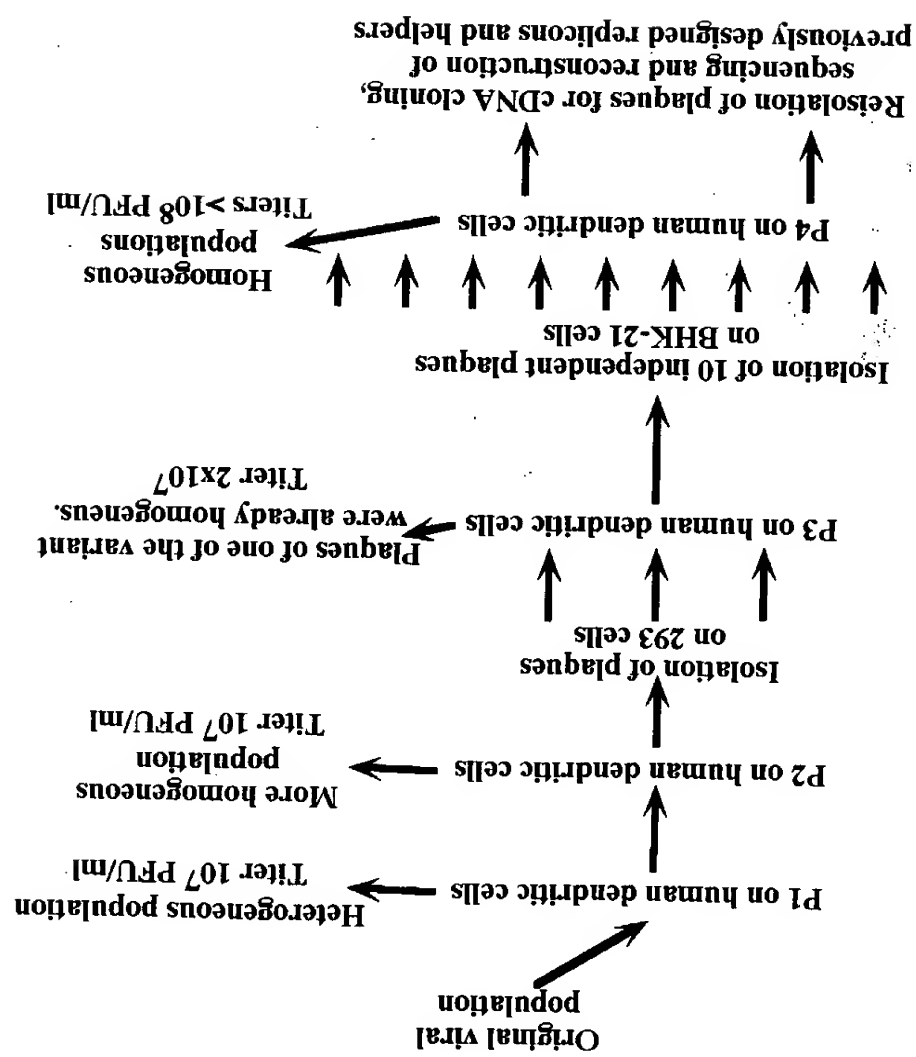 Original viral
population
P1 on human dendritic cells
Heterogeneous population
Titer 10⁷ PFU/ml
P2 on human dendritic cells
More homogeneous
population
Titer 10⁷ PFU/ml
Isolation of plaques
on 293 cells
P3 on human dendritic cells
Plaques of one of the variant
were already homogeneus.
Titer 2x10⁷
Isolation of 10 independent plaques
on BHK-21 cells
P4 on human dendritic cells
Homogeneous
populations
Titers >10⁸ PFU/ml
Reisolation of plaques for cDNA cloning,
sequencing and reconstruction of
previously designed replicons and helpers